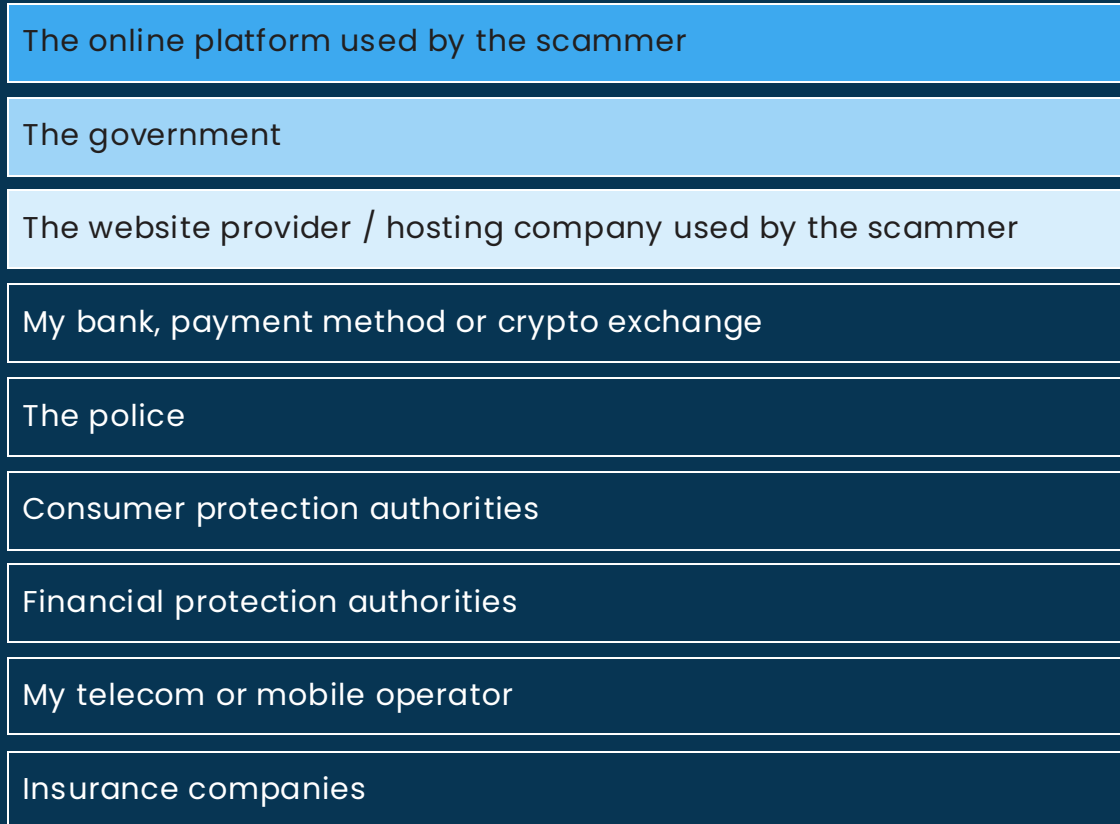 The online platform used by the scammer
The government
The website provider / hosting company used by the scammer
My bank, payment method or crypto exchange
The police
Consumer protection authorities
Financial protection authorities
My telecom or mobile operator
Insurance companies